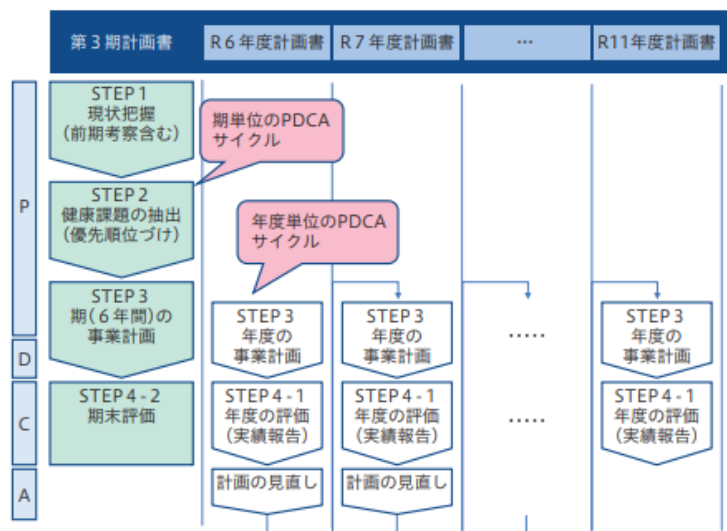 第3期計画書
R6年度計画書
R7年度計画書
…
R11年度計画書
P
D
C
A
STEP1
現状把握
(前期考察含む)
STEP2
健康課題の抽出
(優先順位づけ)
STEP3
期(6年間)の
事業計画
STEP4-2
期末評価
期単位のPDCA
サイクル
年度単位のPDCA
サイクル
STEP3
年度の
事業計画
STEP4-1
年度の評価
(実績報告)
計画の見直し
STEP3
年度の
事業計画
STEP4-1
年度の評価
(実績報告)
計画の見直し
·····
·····
STEP3
年度の
事業計画
STEP4-1
年度の評価
(実績報告)